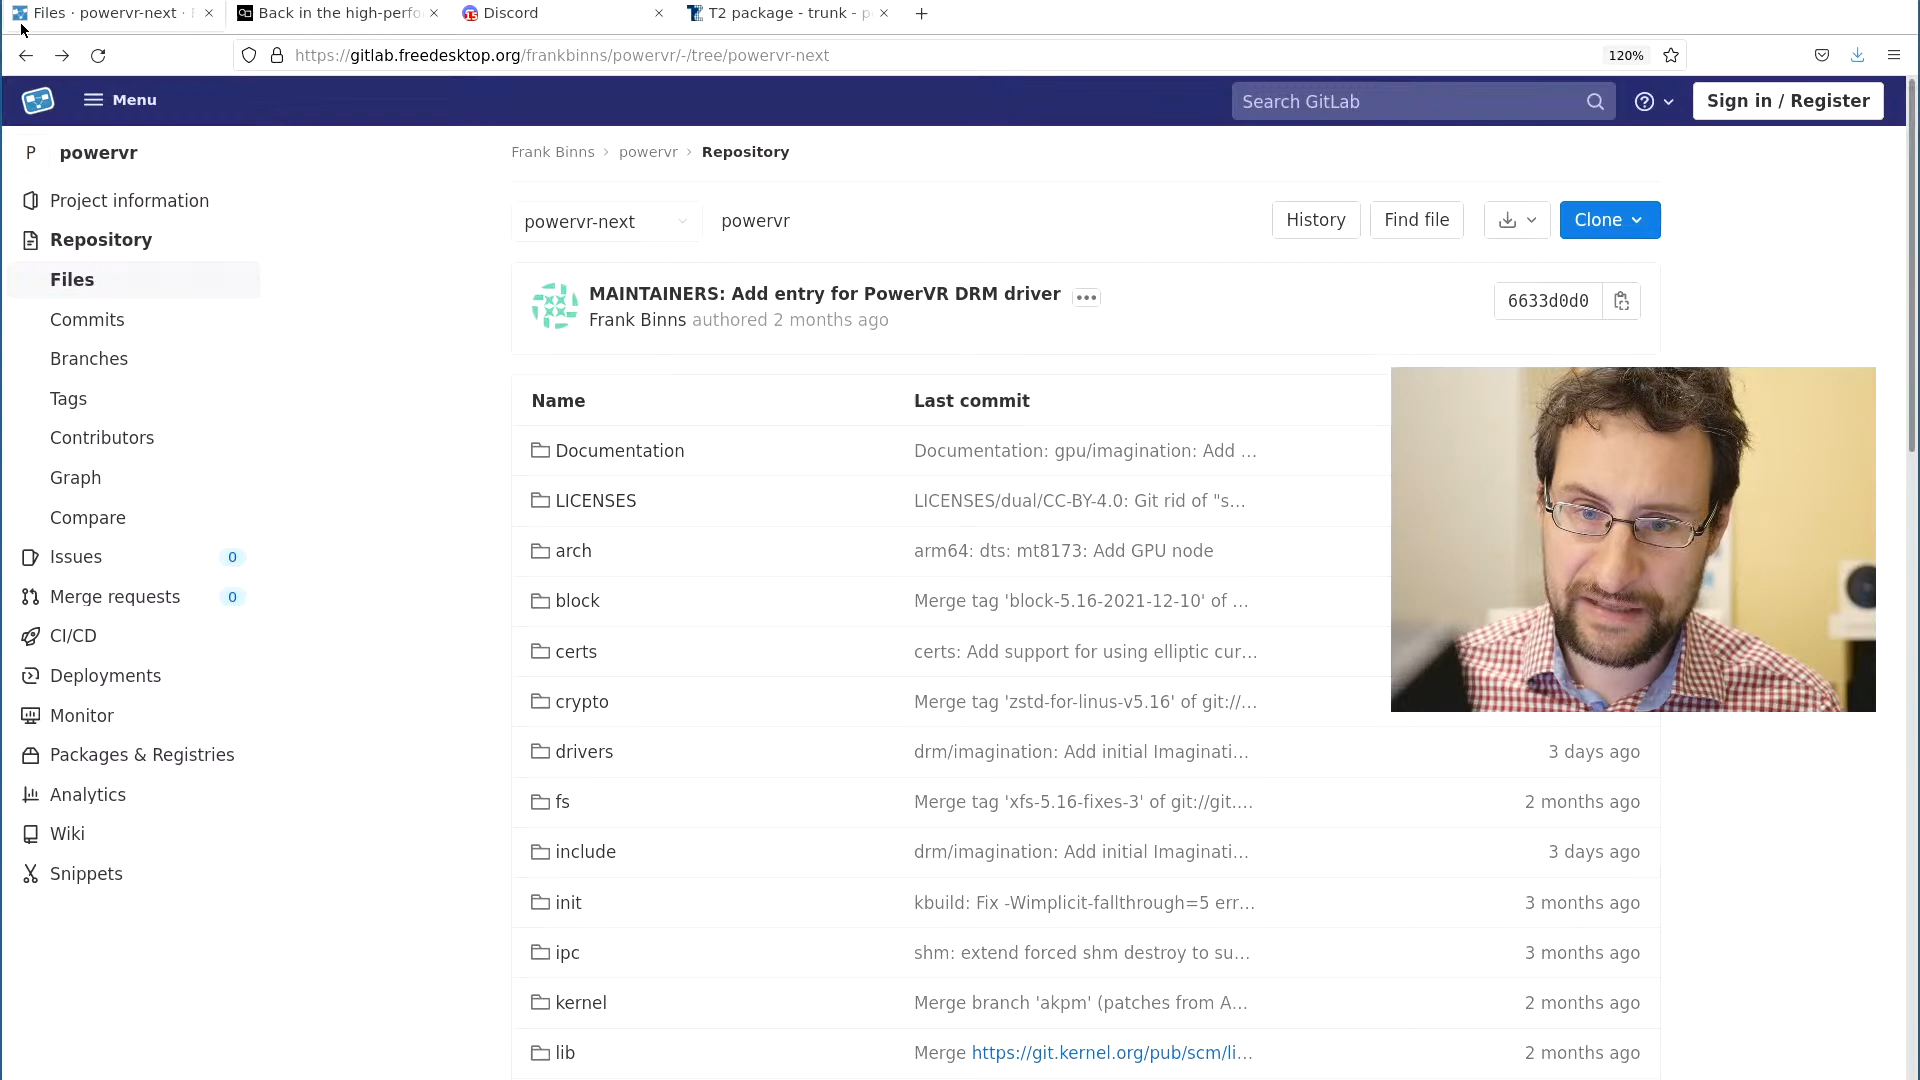 Files · powervr-next ·
Back in the high-perfo
Discord
T2 package - trunk - p
https://gitlab.freedesktop.org/frankbinns/powervr/-/tree/powervr-next
120%
Menu
Search GitLab
Sign in / Register
P powervr
Frank Binns › powervr › Repository
Project information
Repository
Files
Commits
Branches
Tags
Contributors
Graph
Compare
Issues 0
Merge requests 0
CI/CD
Deployments
Monitor
Packages & Registries
Analytics
Wiki
Snippets
powervr-next
powervr
History
Find file
Clone
MAINTAINERS: Add entry for PowerVR DRM driver
Frank Binns authored 2 months ago
6633d0d0
Name Last commit
Documentation Documentation: gpu/imagination: Add ...
LICENSES LICENSES/dual/CC-BY-4.0: Git rid of "s...
arch arm64: dts: mt8173: Add GPU node
block Merge tag 'block-5.16-2021-12-10' of ...
certs certs: Add support for using elliptic cur...
crypto Merge tag 'zstd-for-linus-v5.16' of git://...
drivers drm/imagination: Add initial Imaginati... 3 days ago
fs Merge tag 'xfs-5.16-fixes-3' of git://git.... 2 months ago
include drm/imagination: Add initial Imaginati... 3 days ago
init kbuild: Fix -Wimplicit-fallthrough=5 err... 3 months ago
ipc shm: extend forced shm destroy to su... 3 months ago
kernel Merge branch 'akpm' (patches from A... 2 months ago
lib Merge https://git.kernel.org/pub/scm/li... 2 months ago